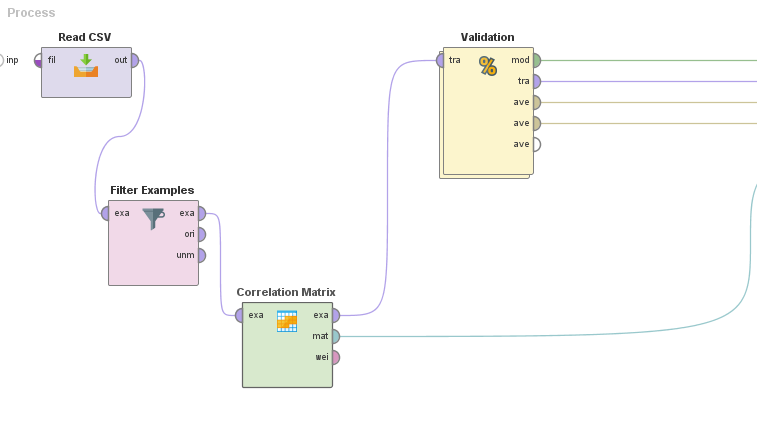 Process
Read CSV
inp
fil
out
Validation
tra
mod
tra
ave
ave
ave
Filter Examples
exa
exa
ori
unm
Correlation Matrix
exa
exa
mat
wei